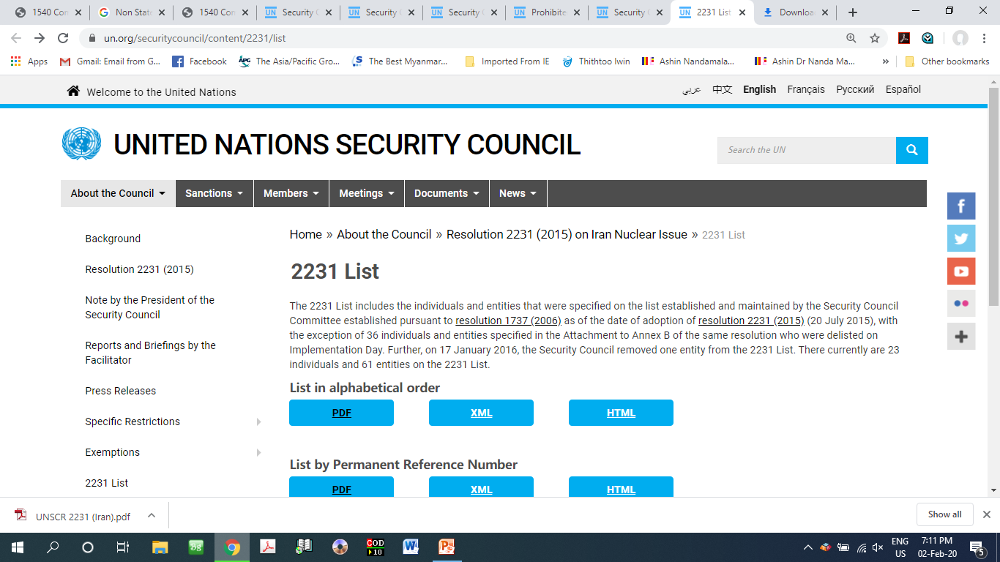 1540 Con
Non Stat
1540 Con
Security C
Security C
Security C
Prohibite
Security C
2231 List
Downloa
un.org/securitycouncil/content/2231/list
Apps
Gmail: Email from G...
Facebook
The Asia/Pacific Gro...
The Best Myanmar...
Imported From IE
Thithtoo lwin
Ashin Nandamala...
Ashin Dr Nanda Ma...
»
Other bookmarks
Welcome to the United Nations
عربي
中文
English
Français
Русский
Español
UNITED NATIONS SECURITY COUNCIL
Search the UN
About the Council
Sanctions
Members
Meetings
Documents
News
Background
Resolution 2231 (2015)
Note by the President of the
Security Council
Reports and Briefings by the
Facilitator
Press Releases
Specific Restrictions
Exemptions
2231 List
Home » About the Council » Resolution 2231 (2015) on Iran Nuclear Issue » 2231 List
2231 List
The 2231 List includes the individuals and entities that were specified on the list established and maintained by the Security Council
Committee established pursuant to resolution 1737 (2006) as of the date of adoption of resolution 2231 (2015) (20 July 2015), with
the exception of 36 individuals and entities specified in the Attachment to Annex B of the same resolution who were delisted on
Implementation Day. Further, on 17 January 2016, the Security Council removed one entity from the 2231 List. There currently are 23
individuals and 61 entities on the 2231 List.
List in alphabetical order
PDF
XML
HTML
List by Permanent Reference Number
PDF
XML
HTML
UNSCR 2231 (Iran).pdf
Show all
COD
10
ENG
US
7:11 PM
02-Feb-20
5